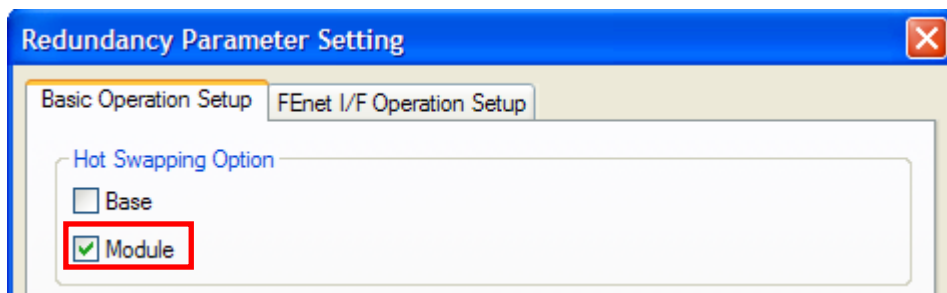 Redundancy Parameter Setting
Basic Operation Setup FEnet I/F Operation Setup
Hot Swapping Option
Base
Module